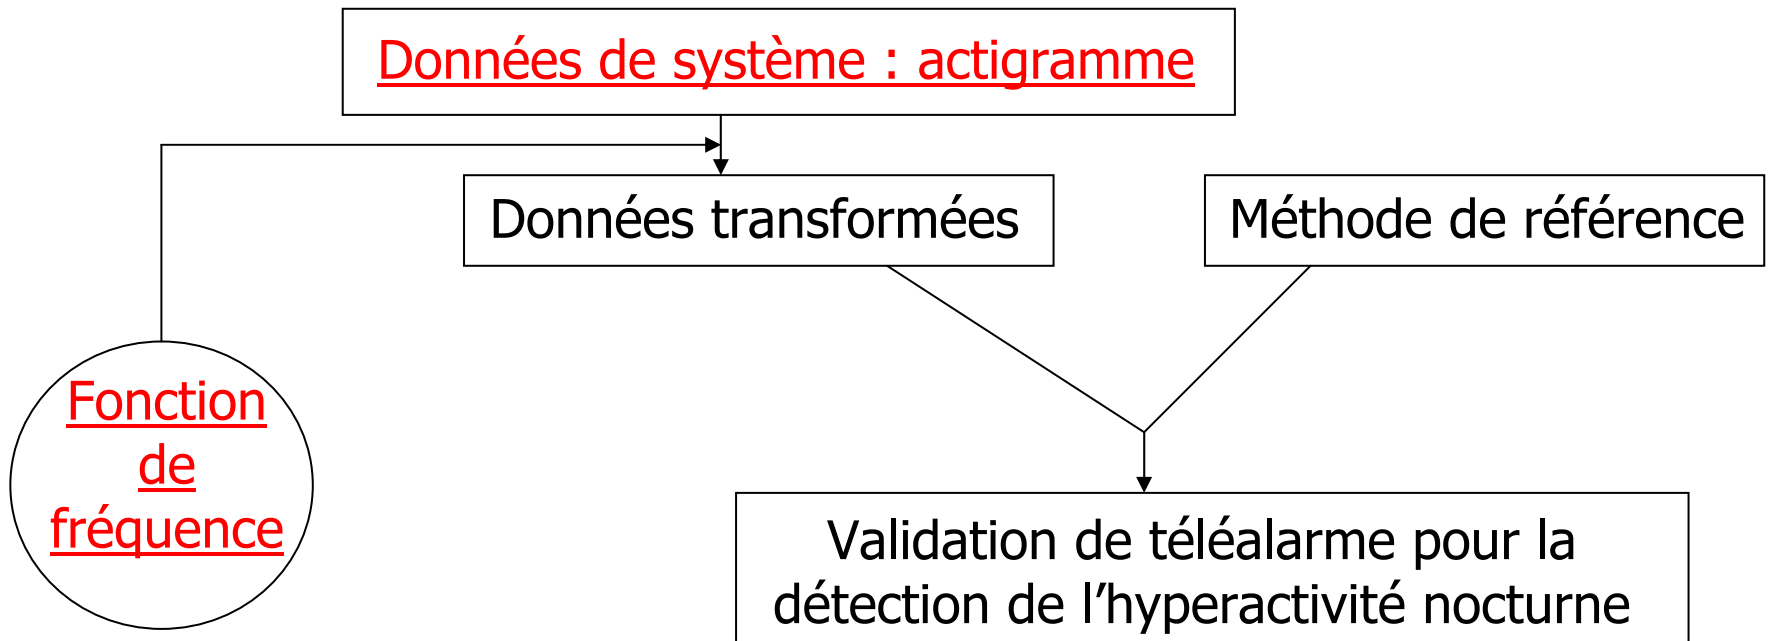 Données de système : actigramme
Données transformées
Méthode de référence
Fonction
de
fréquence
Validation de téléalarme pour la
détection de l’hyperactivité nocturne